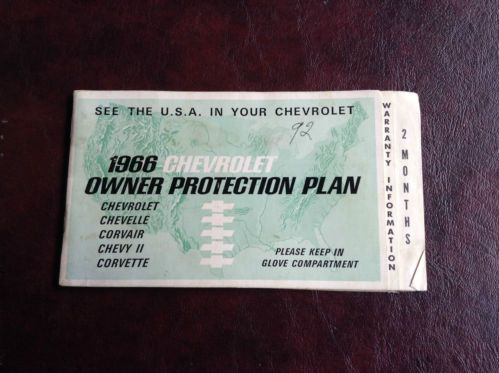 SEE THE U.S.A. IN YOUR CHEVROLET
92
1966 CHEVROLET
OWNER PROTECTION PLAN
CHEVROLET
CHEVELLE
CORVAIR
CHEVY II
CORVETTE
PLEASE KEEP IN
GLOVE COMPARTMENT
WARRANTY INFORMATION
2 MONTHS